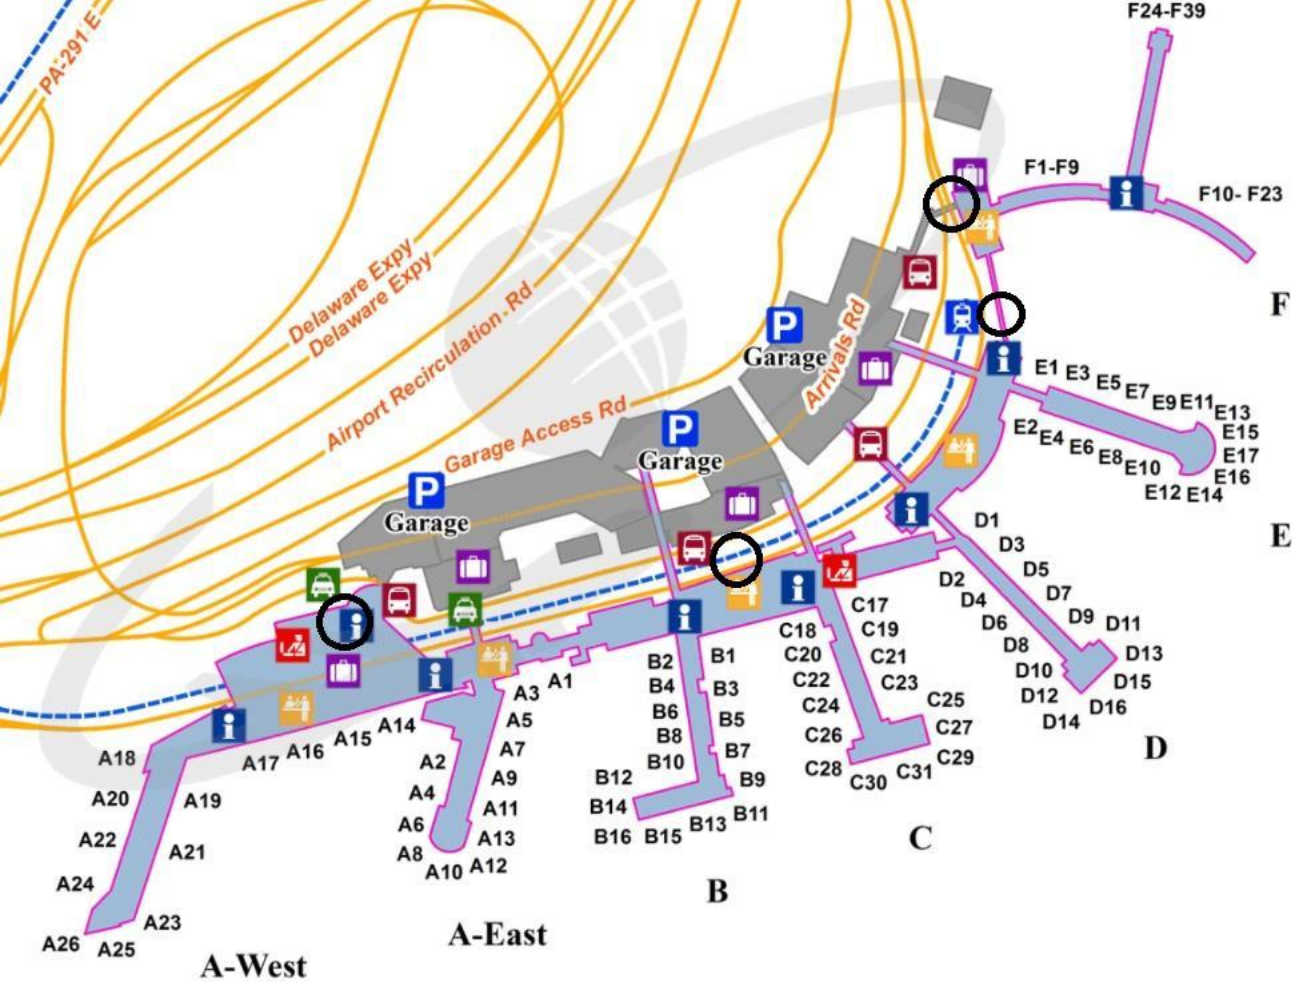 F24-F39
PA-291 E
F1-F9
F10- F23
Delaware Expy
Delaware Expy
F
Airport Recirculation Rd
P
Garage
Arrivals Rd
Garage Access Rd
P
Garage
P
Garage
i
i
E1
E3
E5
E7
E9
E11
E13
E15
E17
E16
E2
E4
E6
E8
E10
E12
E14
E
i
D1
D3
D5
D7
D9
D11
D13
D15
D16
D2
D4
D6
D8
D10
D12
D14
D
i
C17
C19
C21
C23
C25
C27
C29
C31
C18
C20
C22
C24
C26
C28
C30
C
i
B1
B3
B5
B7
B9
B11
B2
B4
B6
B8
B10
B12
B14
B16
B15
B13
B
i
i
i
A1
A3
A5
A7
A9
A11
A13
A12
A2
A4
A6
A8
A10
A-East
A14
A15
A16
A17
A18
A19
A20
A21
A22
A23
A24
A25
A26
A-West